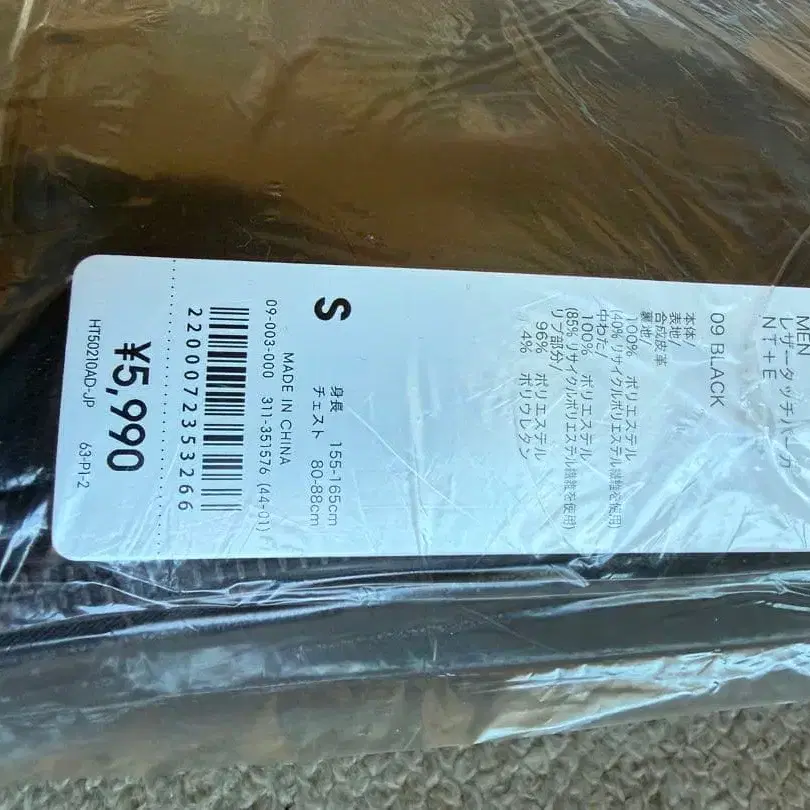 MEN
レザータッチパーカ
NT+E
09 BLACK
本体/
表地/
合成皮革
裏地/
100% ポリエステル
(40%リサイクルポリエステル繊維を使用)
中わた/
100% ポリエステル
(85%リサイクルポリエステル繊維を使用)
リブ部分/
96% ポリエステル
4% ポリウレタン
S
身長 155-165cm
チェスト 80-88cm
MADE IN CHINA
09-003-000 311-351576 (44-01)
2200072353266
¥5,990
HT50210AD-JP 63-P1-2